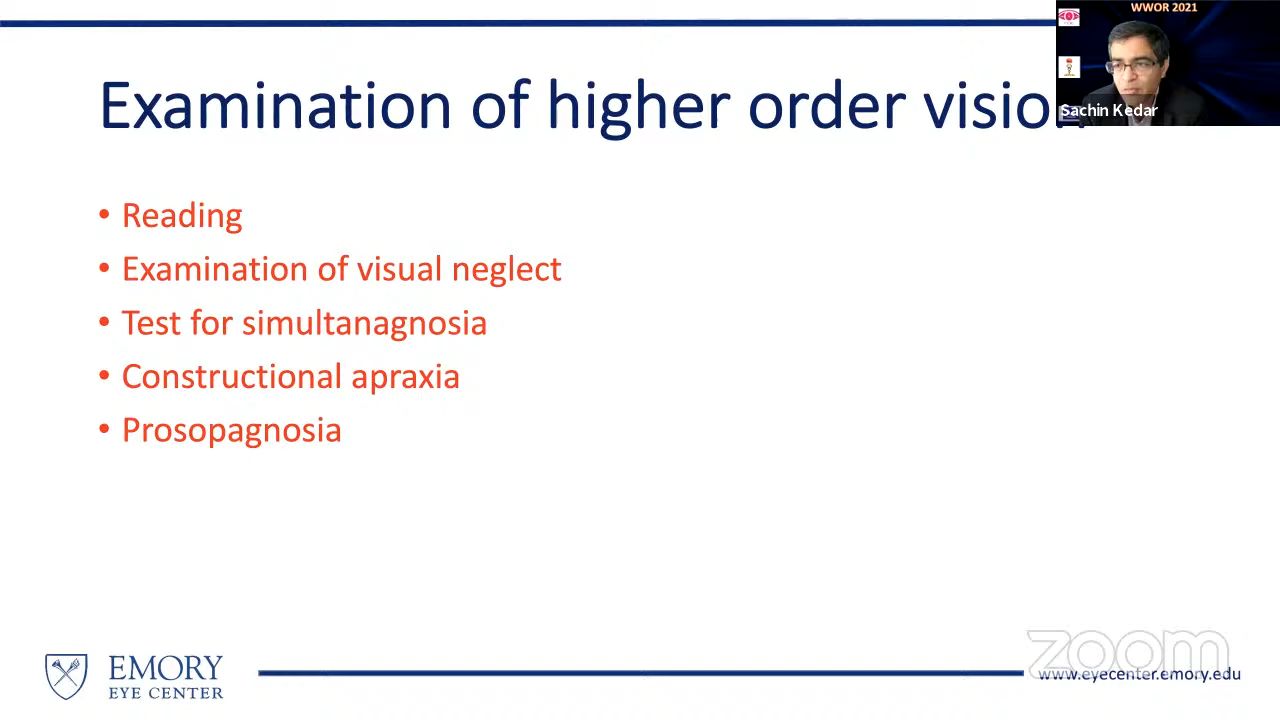 WWOR 2021
Examination of higher order vision
Sachin Kedar
• Reading
• Examination of visual neglect
• Test for simultanagnosia
• Constructional apraxia
• Prosopagnosia
EMORY
EYE CENTER
zoom
www.eyecenter.emory.edu